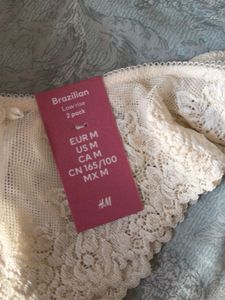 Brazilian
Low rise
2 pack
EUR M
US M
CA M
CN 165/100
MX M
H&M